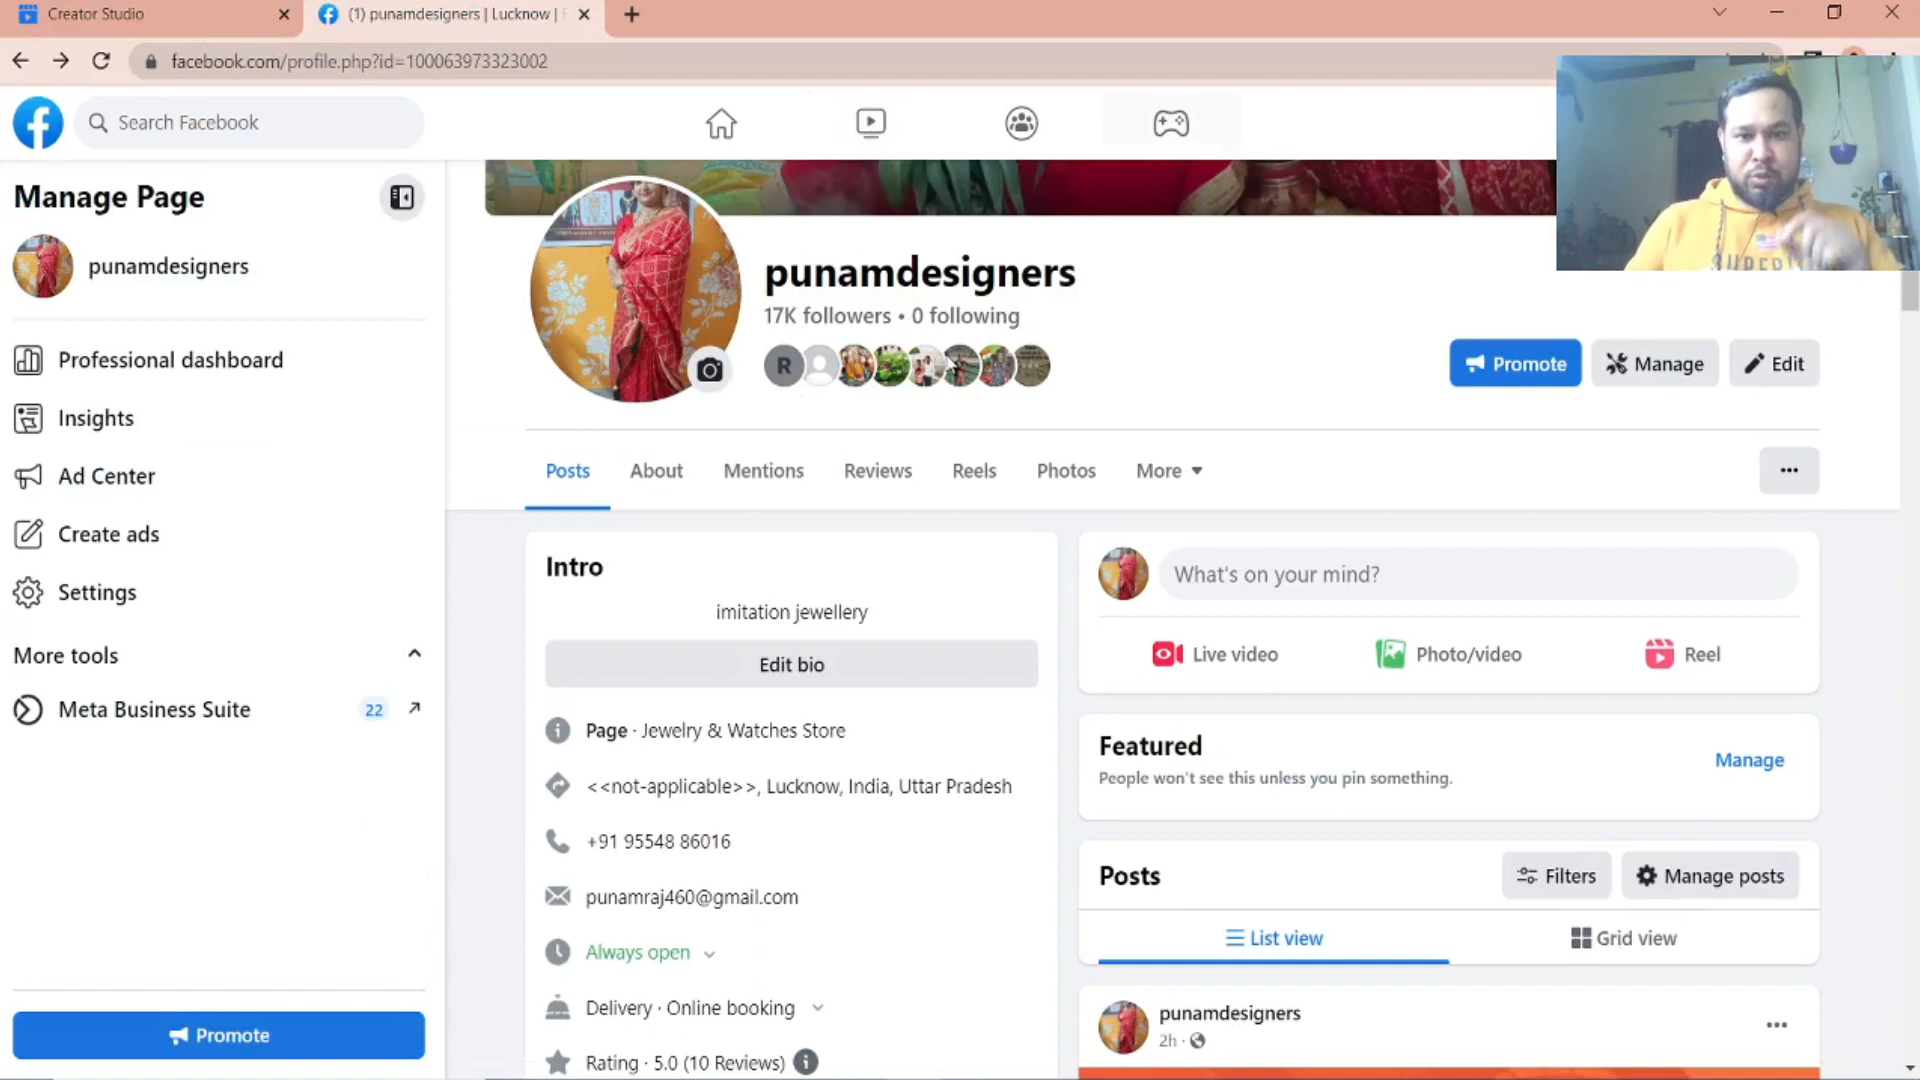 Creator Studio
(1) punamdesigners | Lucknow |
facebook.com/profile.php?id=100063973323002
Search Facebook
Manage Page
punamdesigners
Professional dashboard
Insights
Ad Center
Create ads
Settings
More tools
Meta Business Suite 22
Promote
punamdesigners
17K followers • 0 following
R
Promote
Manage
Edit
Posts
About
Mentions
Reviews
Reels
Photos
More
Intro
imitation jewellery
Edit bio
Page · Jewelry & Watches Store
<<not-applicable>>, Lucknow, India, Uttar Pradesh
+91 95548 86016
punamraj460@gmail.com
Always open
Delivery · Online booking
Rating · 5.0 (10 Reviews)
What's on your mind?
Live video
Photo/video
Reel
Featured
Manage
People won't see this unless you pin something.
Posts
Filters
Manage posts
List view
Grid view
punamdesigners
2h ·